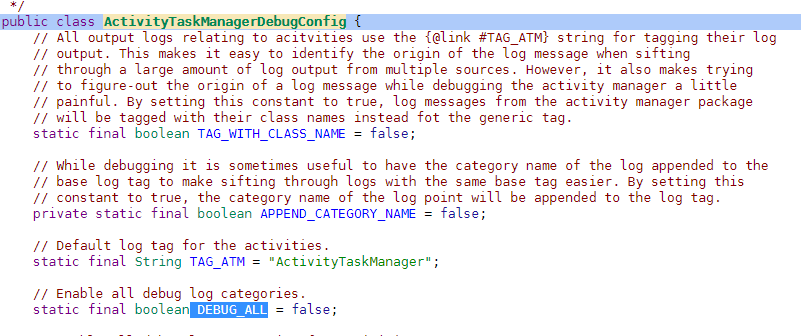 */
public class ActivityTaskManagerDebugConfig {
// All output logs relating to acitvities use the {@link #TAG_ATM} string for tagging their log
// output. This makes it easy to identify the origin of the log message when sifting
// through a large amount of log output from multiple sources. However, it also makes trying
// to figure-out the origin of a log message while debugging the activity manager a little
// painful. By setting this constant to true, log messages from the activity manager package
// will be tagged with their class names instead fot the generic tag.
static final boolean TAG_WITH_CLASS_NAME = false;
// While debugging it is sometimes useful to have the category name of the log appended to the
// base log tag to make sifting through logs with the same base tag easier. By setting this
// constant to true, the category name of the log point will be appended to the log tag.
private static final boolean APPEND_CATEGORY_NAME = false;
// Default log tag for the activities.
static final String TAG_ATM = "ActivityTaskManager";
// Enable all debug log categories.
static final boolean DEBUG_ALL = false;